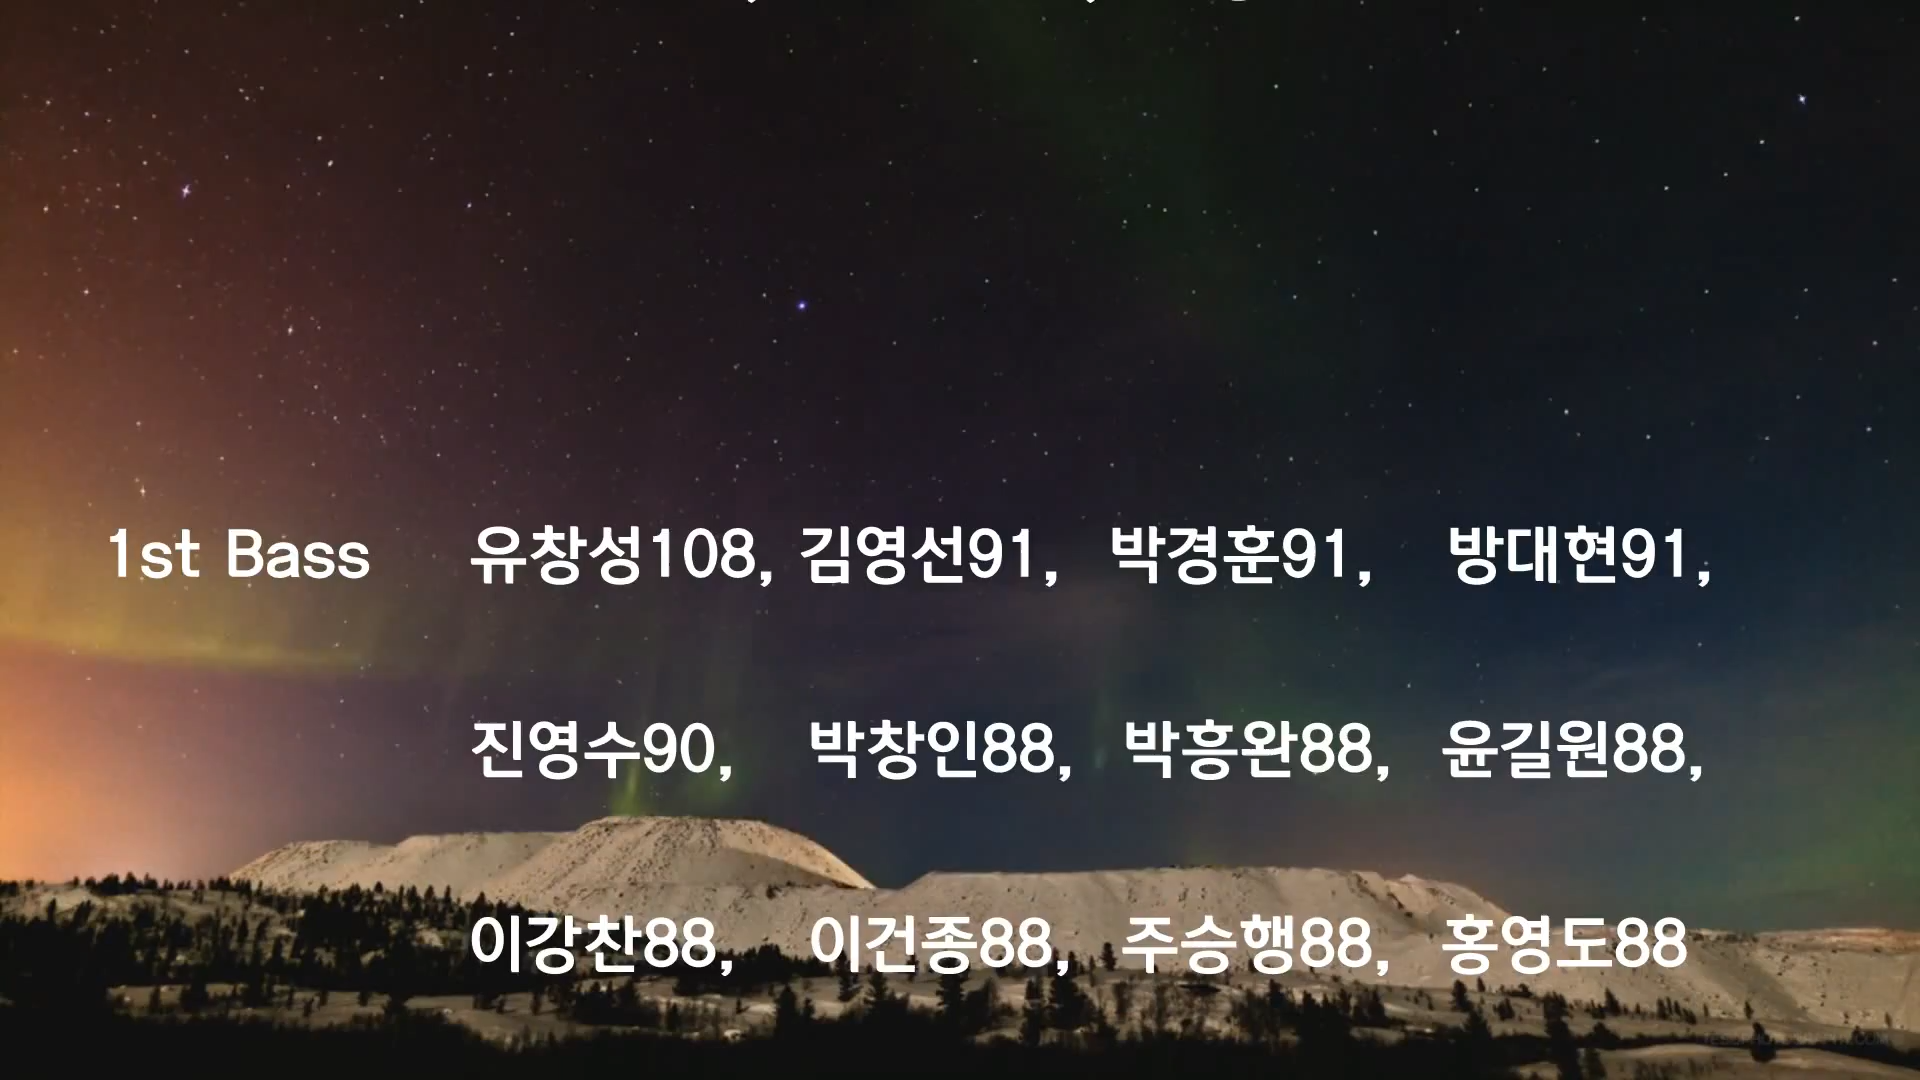 1st Bass 유창성108, 김영선91, 박경훈91, 방대현91,
진영수90, 박창인88, 박흥완88, 윤길원88,
이강찬88, 이건종88, 주승행88, 홍영도88